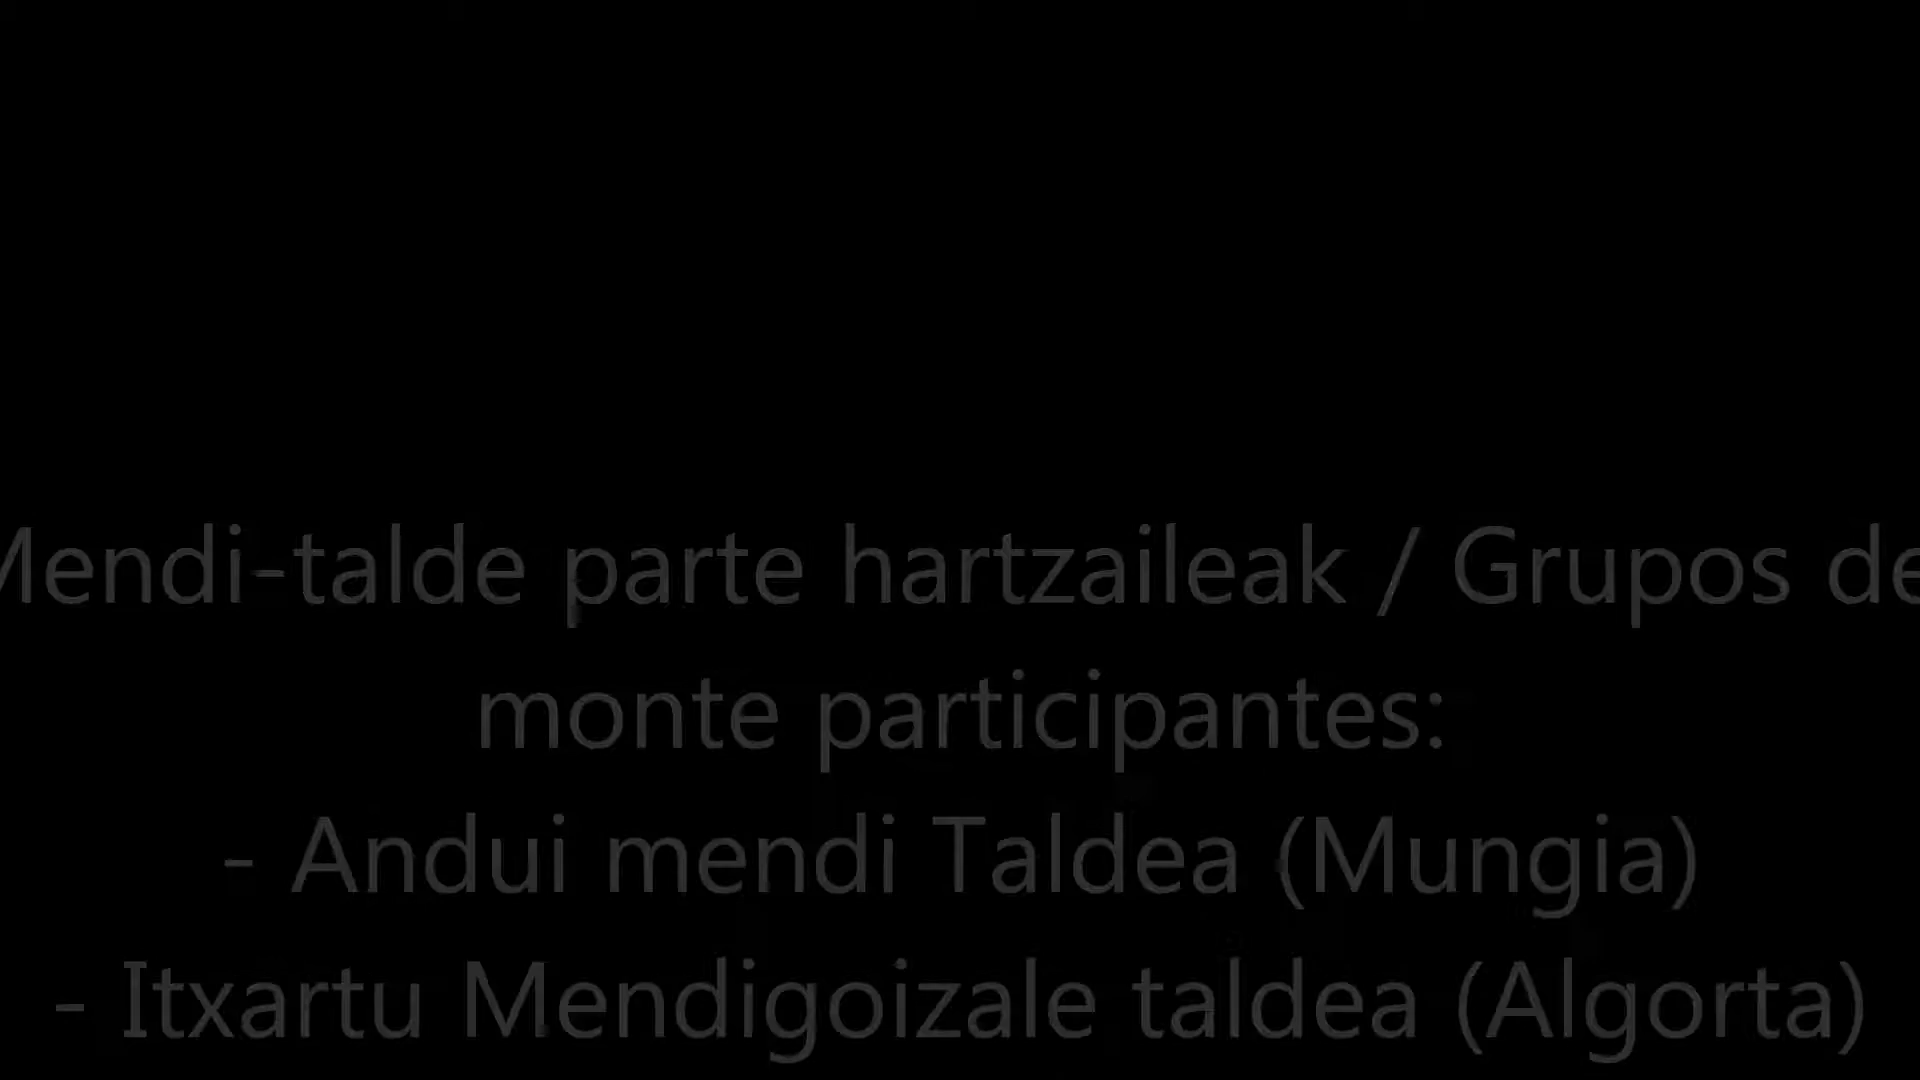 Mendi-talde parte hartzaileak / Grupos de
monte participantes:
- Andui mendi Taldea (Mungia)
- Itxartu Mendigoizale taldea (Algorta)